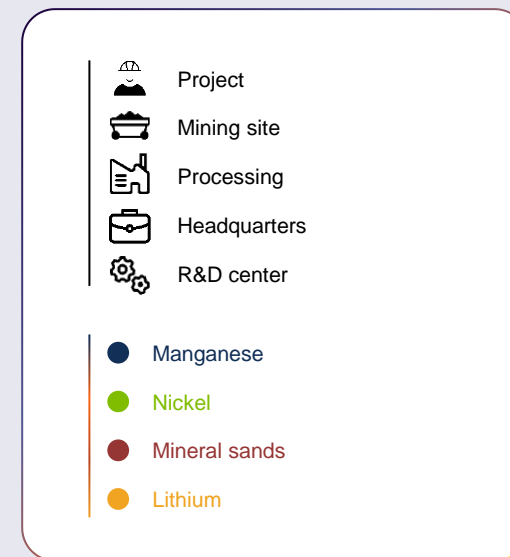 Project
Mining site
Processing
Headquarters
R&D center
Manganese
Nickel
Mineral sands
Lithium